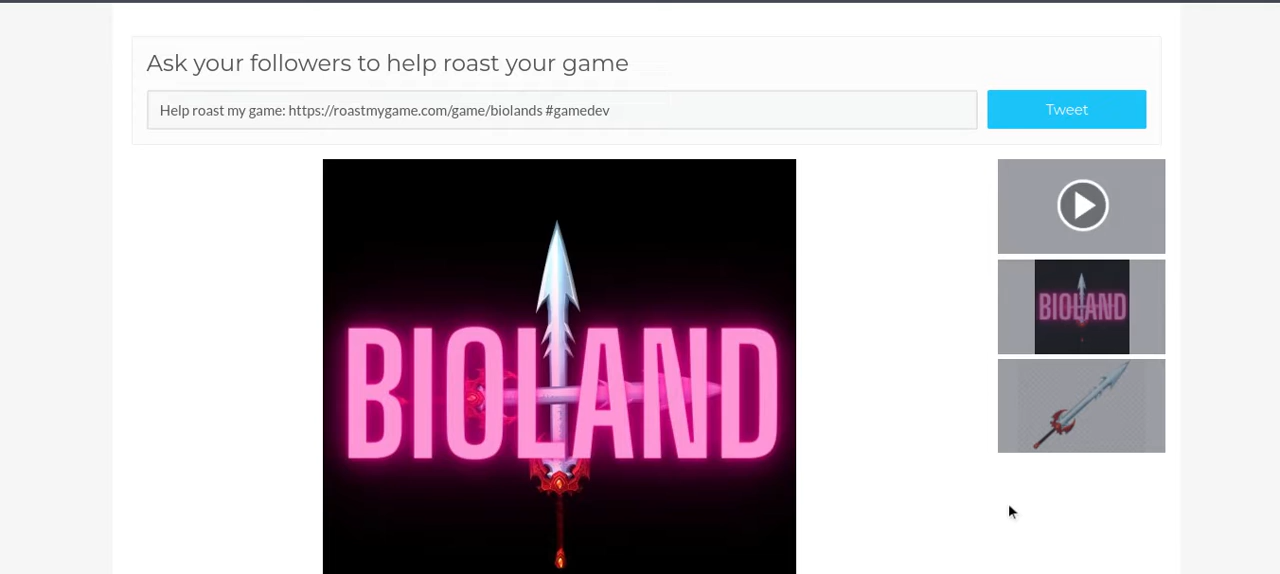 Ask your followers to help roast your game
Help roast my game: https://roastmygame.com/game/biolands #gamedev
Tweet
BIOLAND
BIOLAND